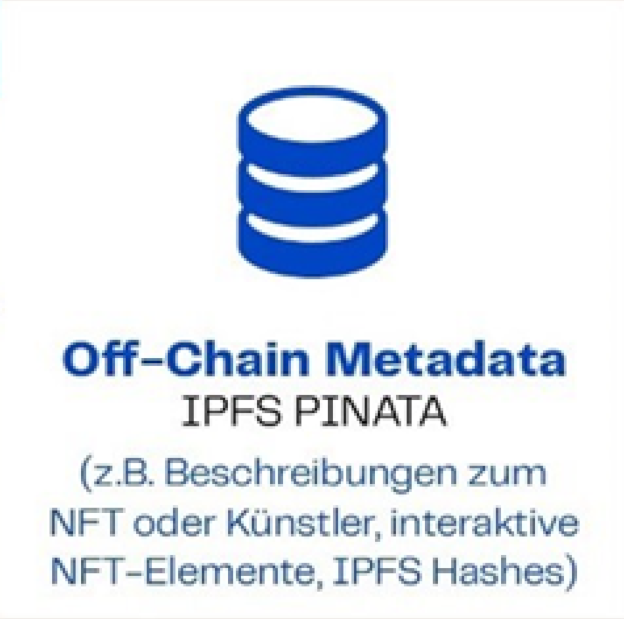 Off-Chain Metadata
IPFS PINATA
(z.B. Beschreibungen zum
NFT oder Künstler, interaktive
NFT-Elemente, IPFS Hashes)